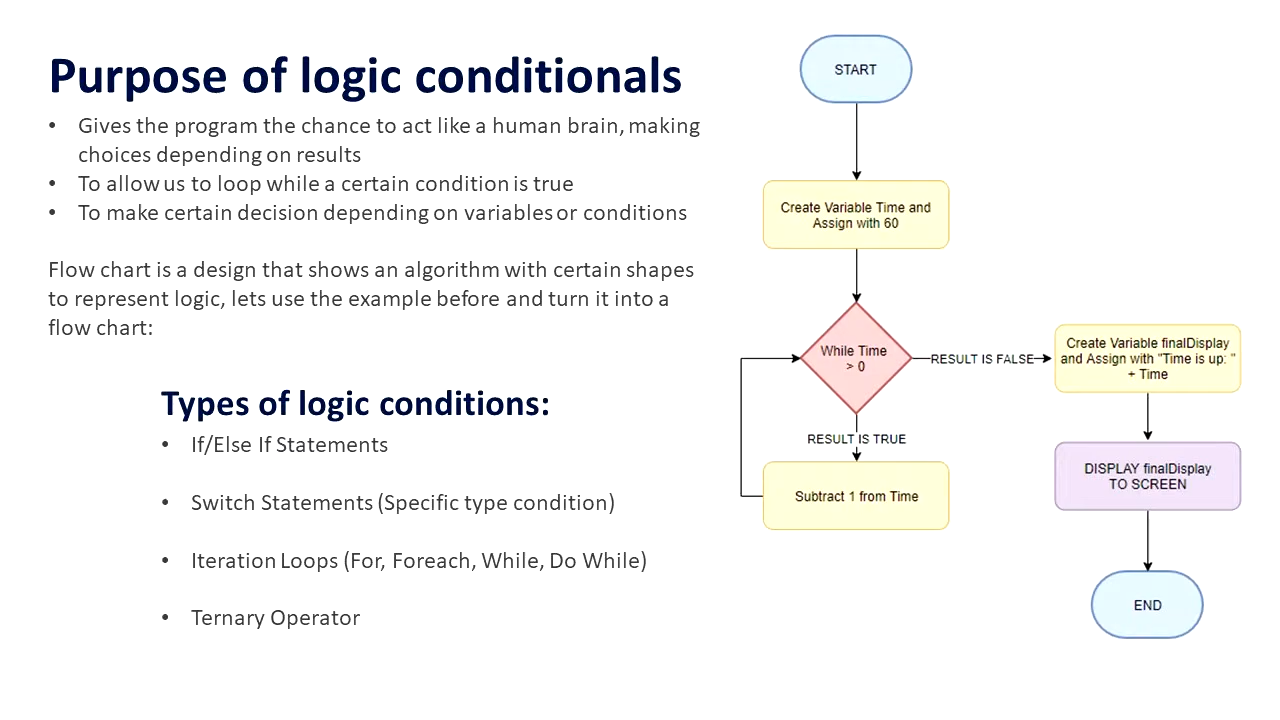 Purpose of logic conditionals
• Gives the program the chance to act like a human brain, making
choices depending on results
• To allow us to loop while a certain condition is true
• To make certain decision depending on variables or conditions
Flow chart is a design that shows an algorithm with certain shapes
to represent logic, lets use the example before and turn it into a
flow chart:
Types of logic conditions:
• If/Else If Statements
• Switch Statements (Specific type condition)
• Iteration Loops (For, Foreach, While, Do While)
• Ternary Operator
START
Create Variable Time and
Assign with 60
While Time
> 0
RESULT IS TRUE
Subtract 1 from Time
RESULT IS FALSE
Create Variable finalDisplay
and Assign with "Time is up: "
+ Time
DISPLAY finalDisplay
TO SCREEN
END